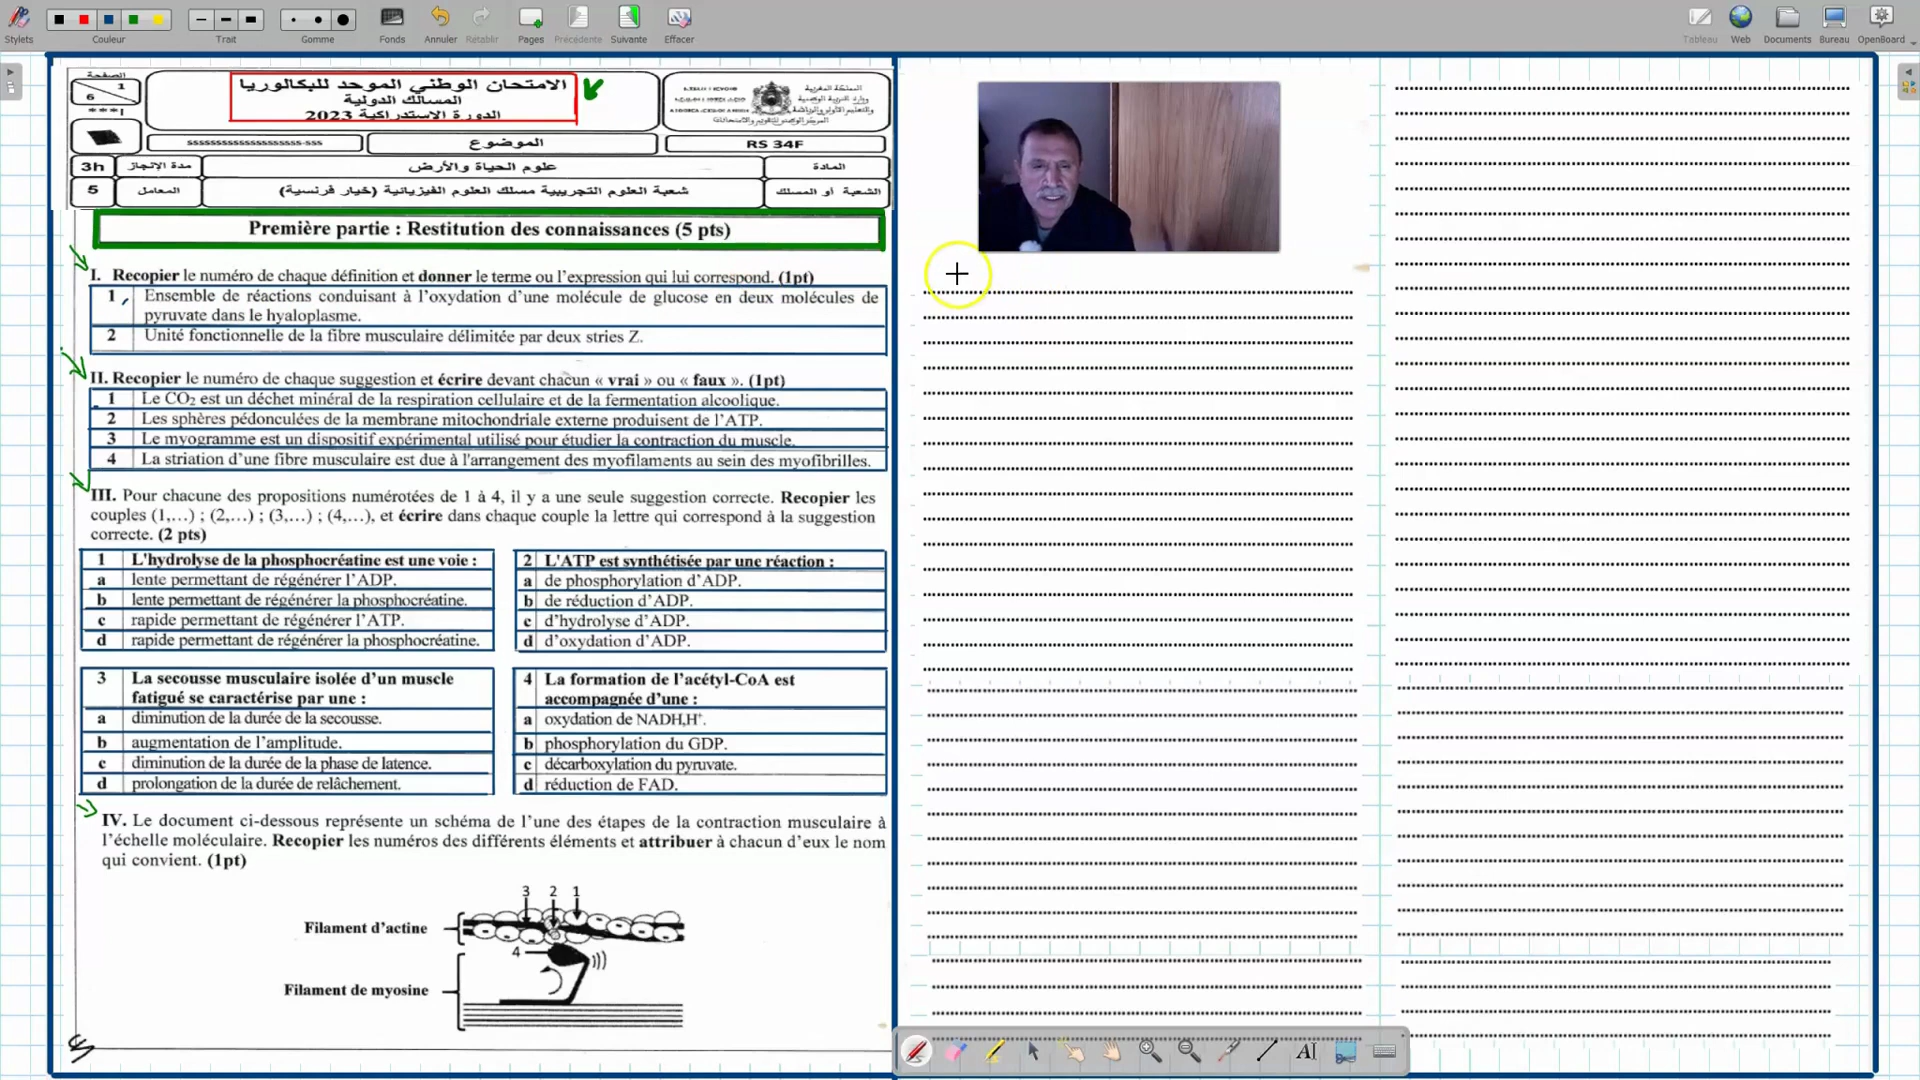 Stylets
Couleur
Trait
Gomme
Fonds
Annuler
Rétablir
Pages
Précédente
Suivante
Effacer
Tableau
Web
Documents
Bureau
OpenBoard
الصفحة
1
6
***I
الامتحان الوطني الموحد للبكالوريا
المسالك الدولية
الدورة الاستدراكية 2023
المملكة المغربية
الموضوع
RS 34F
3h
مدة الإنجاز
علوم الحياة والأرض
المادة
5
المعامل
شعبة العلوم التجريبية مسلك العلوم الفيزيائية (خيار فرنسية)
الشعبة أو المسلك
Première partie : Restitution des connaissances (5 pts)
I. Recopier le numéro de chaque définition et donner le terme ou l’expression qui lui correspond. (1pt)
1 Ensemble de réactions conduisant à l’oxydation d’une molécule de glucose en deux molécules de
pyruvate dans le hyaloplasme.
2 Unité fonctionnelle de la fibre musculaire délimitée par deux stries Z.
II. Recopier le numéro de chaque suggestion et écrire devant chacun « vrai » ou « faux ». (1pt)
1 Le CO₂ est un déchet minéral de la respiration cellulaire et de la fermentation alcoolique.
2 Les sphères pédonculées de la membrane mitochondriale externe produisent de l’ATP.
3 Le myogramme est un dispositif expérimental utilisé pour étudier la contraction du muscle.
4 La striation d’une fibre musculaire est due à l'arrangement des myofilaments au sein des myofibrilles.
III. Pour chacune des propositions numérotées de 1 à 4, il y a une seule suggestion correcte. Recopier les
couples (1,…) ; (2,…) ; (3,…) ; (4,…), et écrire dans chaque couple la lettre qui correspond à la suggestion
correcte. (2 pts)
1 L'hydrolyse de la phosphocréatine est une voie :
a lente permettant de régénérer l’ADP.
b lente permettant de régénérer la phosphocréatine.
c rapide permettant de régénérer l’ATP.
d rapide permettant de régénérer la phosphocréatine.
2 L'ATP est synthétisée par une réaction :
a de phosphorylation d’ADP.
b de réduction d’ADP.
c d’hydrolyse d’ADP.
d d’oxydation d’ADP.
3 La secousse musculaire isolée d’un muscle
fatigué se caractérise par une :
a diminution de la durée de la secousse.
b augmentation de l’amplitude.
c diminution de la durée de la phase de latence.
d prolongation de la durée de relâchement.
4 La formation de l’acétyl-CoA est
accompagnée d’une :
a oxydation de NADH,H⁺.
b phosphorylation du GDP.
c décarboxylation du pyruvate.
d réduction de FAD.
IV. Le document ci-dessous représente un schéma de l’une des étapes de la contraction musculaire à
l’échelle moléculaire. Recopier les numéros des différents éléments et attribuer à chacun d’eux le nom
qui convient. (1pt)
3 2 1
Filament d’actine
4
Filament de myosine